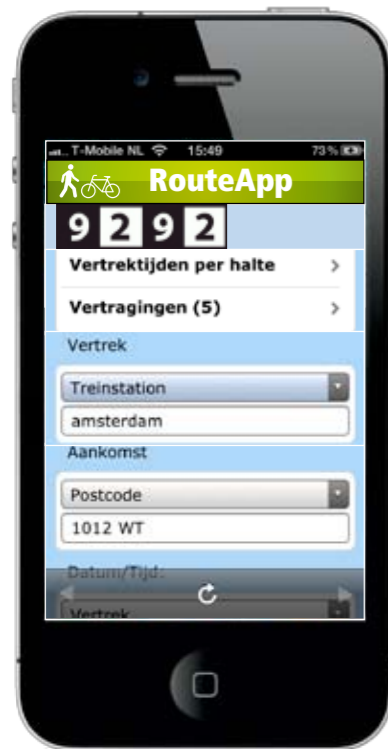 T-Mobile NL 15:49 73%
RouteApp
9292
Vertrektijden per halte
Vertragingen (5)
Vertrek
Treinstation
amsterdam
Aankomst
Postcode
1012 WT
Datum/Tijd:
Vertrek